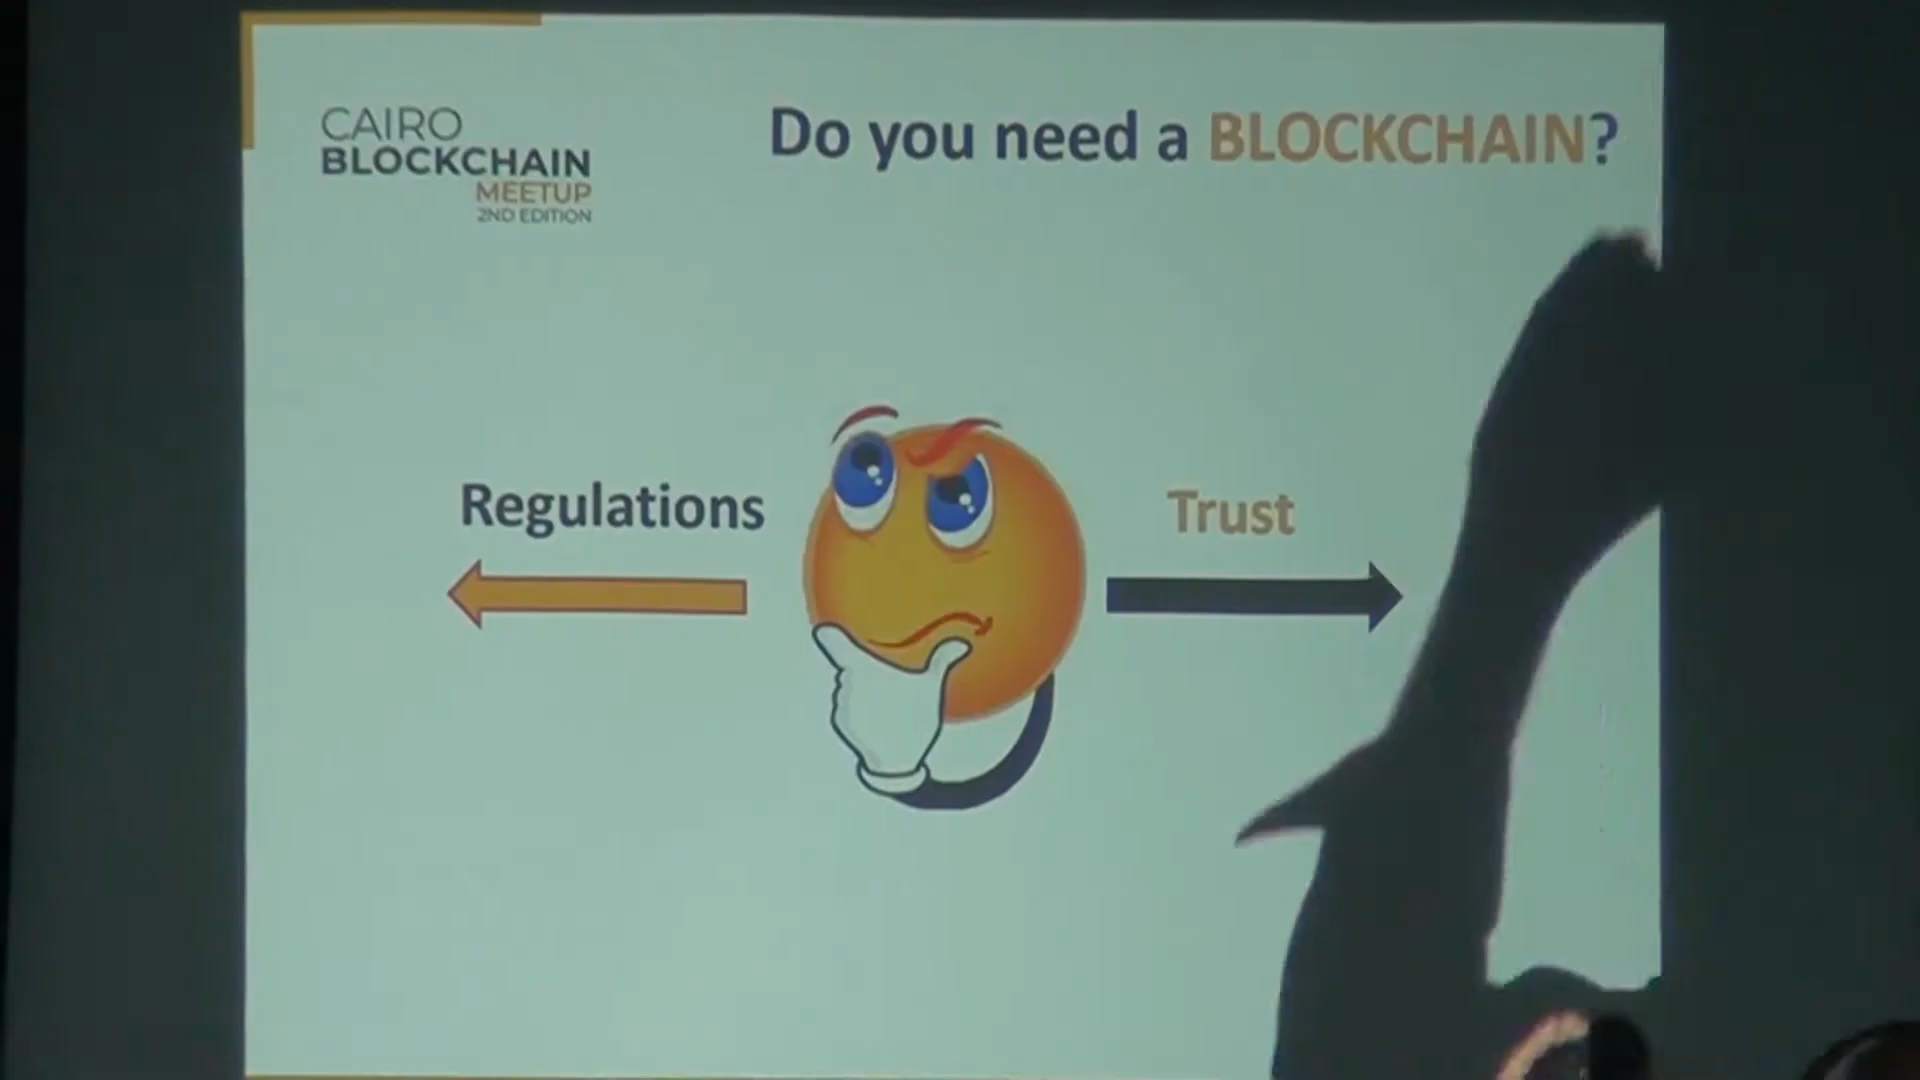 CAIRO
BLOCKCHAIN
MEETUP
2ND EDITION
Do you need a BLOCKCHAIN?
Regulations
Trust